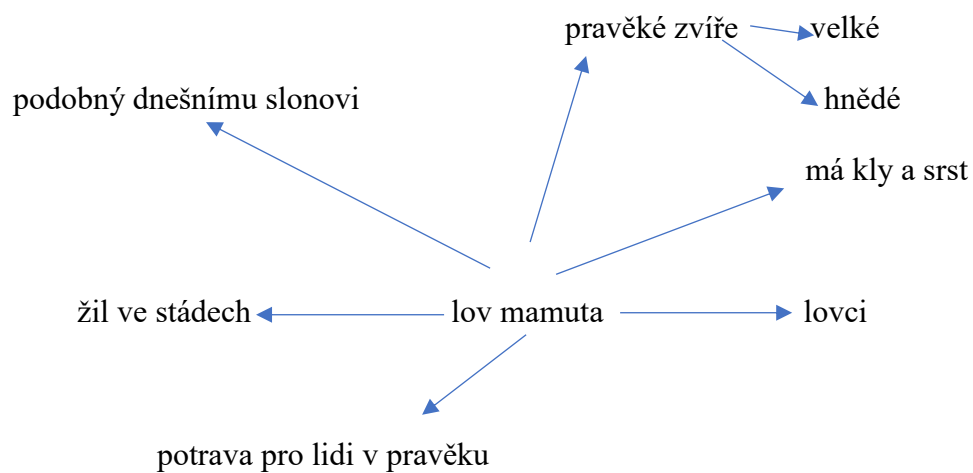 pravěké zvíře velké
podobný dnešnímu slonovi hnědé
má kly a srst
žil ve stádech lov mamuta lovci
potrava pro lidi v pravěku